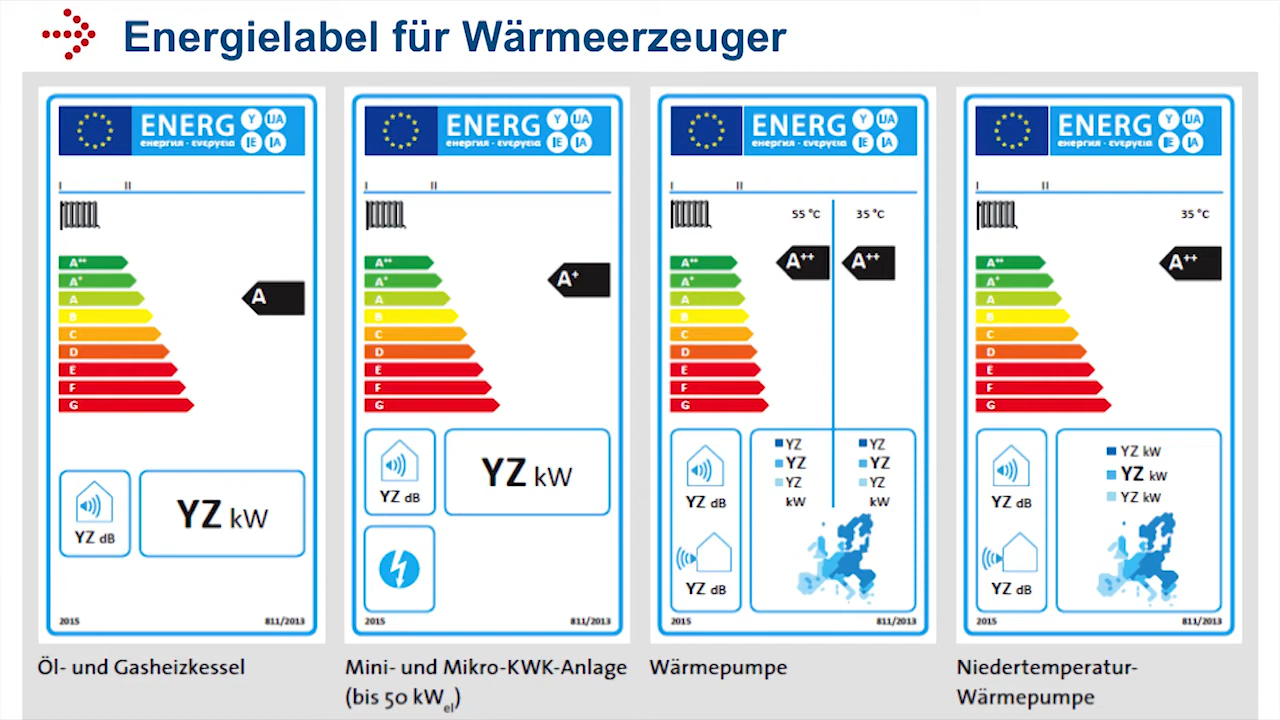 Energielabel für Wärmeerzeuger
ENERG Y IJA IE IA
енергия · ενεργεια
I II
A++
A+
A
B
C
D
E
F
G
A
YZ dB
YZ kW
2015 811/2013
Öl- und Gasheizkessel
ENERG Y IJA IE IA
енергия · ενεργεια
I II
A++
A+
A
B
C
D
E
F
G
A+
YZ dB
YZ kW
2015 811/2013
Mini- und Mikro-KWK-Anlage
(bis 50 kWel)
ENERG Y IJA IE IA
енергия · ενεργεια
I II
55 °C 35 °C
A++
A+
A
B
C
D
E
F
G
A++ A++
YZ dB
YZ dB
YZ YZ
YZ YZ
YZ YZ
kW kW
2015 811/2013
Wärmepumpe
ENERG Y IJA IE IA
енергия · ενεργεια
I II
35 °C
A++
A+
A
B
C
D
E
F
G
A++
YZ dB
YZ dB
YZ kW
YZ kW
YZ kW
2015 811/2013
Niedertemperatur-
Wärmepumpe